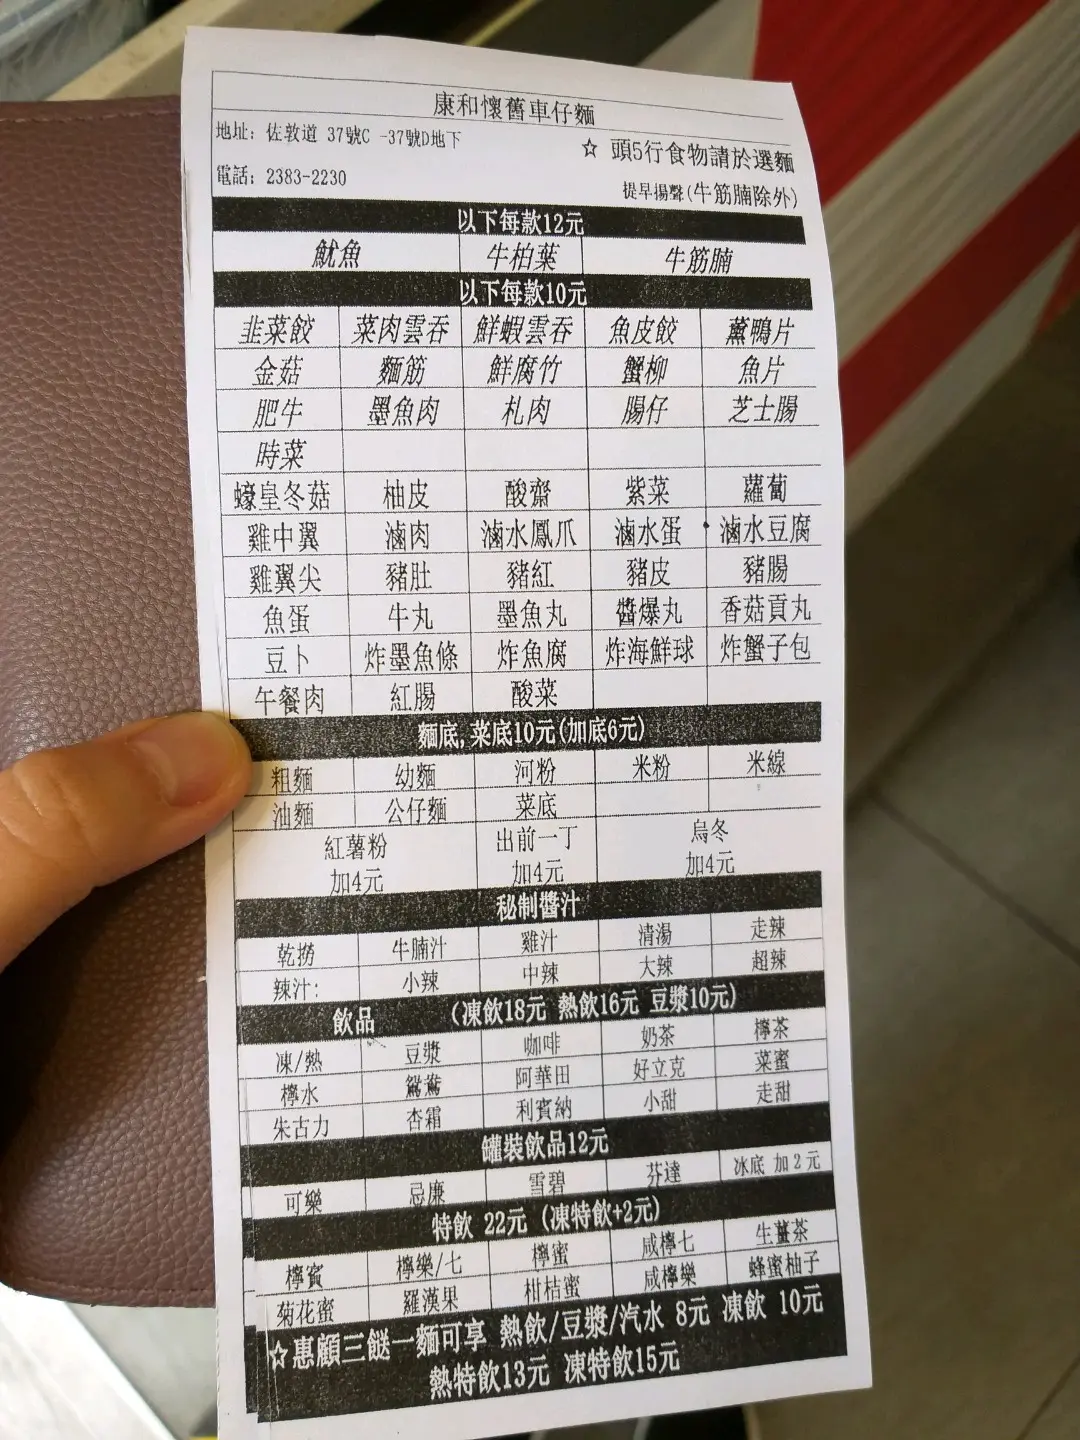 康和懷舊車仔麵
地址: 佐敦道 37號C -37號D地下
☆ 頭5行食物請於選麵
電話: 2383-2230
提早揚聲(牛筋腩除外)
以下每款12元
魷魚 牛柏葉 牛筋腩
以下每款10元
韭菜餃 菜肉雲吞 鮮蝦雲吞 魚皮餃 薰鴨片
金菇 麵筋 鮮腐竹 蟹柳 魚片
肥牛 墨魚肉 札肉 腸仔 芝士腸
時菜
蠔皇冬菇 柚皮 酸齋 紫菜 蘿蔔
雞中翼 滷肉 滷水鳳爪 滷水蛋 滷水豆腐
雞翼尖 豬肚 豬紅 豬皮 豬腸
魚蛋 牛丸 墨魚丸 醬爆丸 香菇貢丸
豆卜 炸墨魚條 炸魚腐 炸海鮮球 炸蟹子包
午餐肉 紅腸 酸菜
麵底,菜底10元(加底6元)
粗麵 幼麵 河粉 米粉 米線
油麵 公仔麵 菜底
紅薯粉 出前一丁 烏冬
加4元 加4元 加4元
秘制醬汁
乾撈 牛腩汁 雞汁 清湯 走辣
辣汁: 小辣 中辣 大辣 超辣
飲品 (凍飲18元 熱飲16元 豆漿10元)
凍/熱 豆漿 咖啡 奶茶 檸茶
檸水 鴛鴦 阿華田 好立克 菜蜜
朱古力 杏霜 利賓納 小甜 走甜
罐裝飲品12元
可樂 忌廉 雪碧 芬達 冰底 加2元
特飲 22元 (凍特飲+2元)
檸賓 檸樂/七 檸蜜 咸檸七 生薑茶
菊花蜜 羅漢果 柑桔蜜 咸檸樂 蜂蜜柚子
☆惠顧三餸一麵可享 熱飲/豆漿/汽水 8元 凍飲 10元
熱特飲13元 凍特飲15元